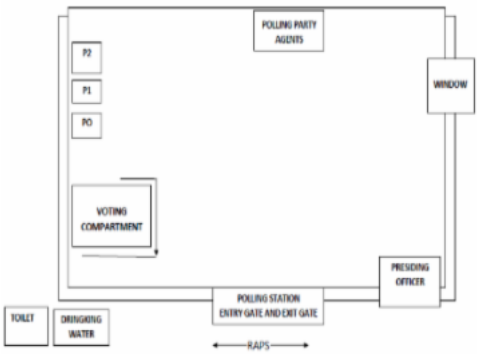 POLLING PARTY
AGENTS
P2
WINDOW
P1
PO
VOTING
COMPARTMENT
PRESIDING
OFFICER
POLLING STATION
ENTRY GATE AND EXIT GATE
TOILET
DRINGKING
WATER
RAPS